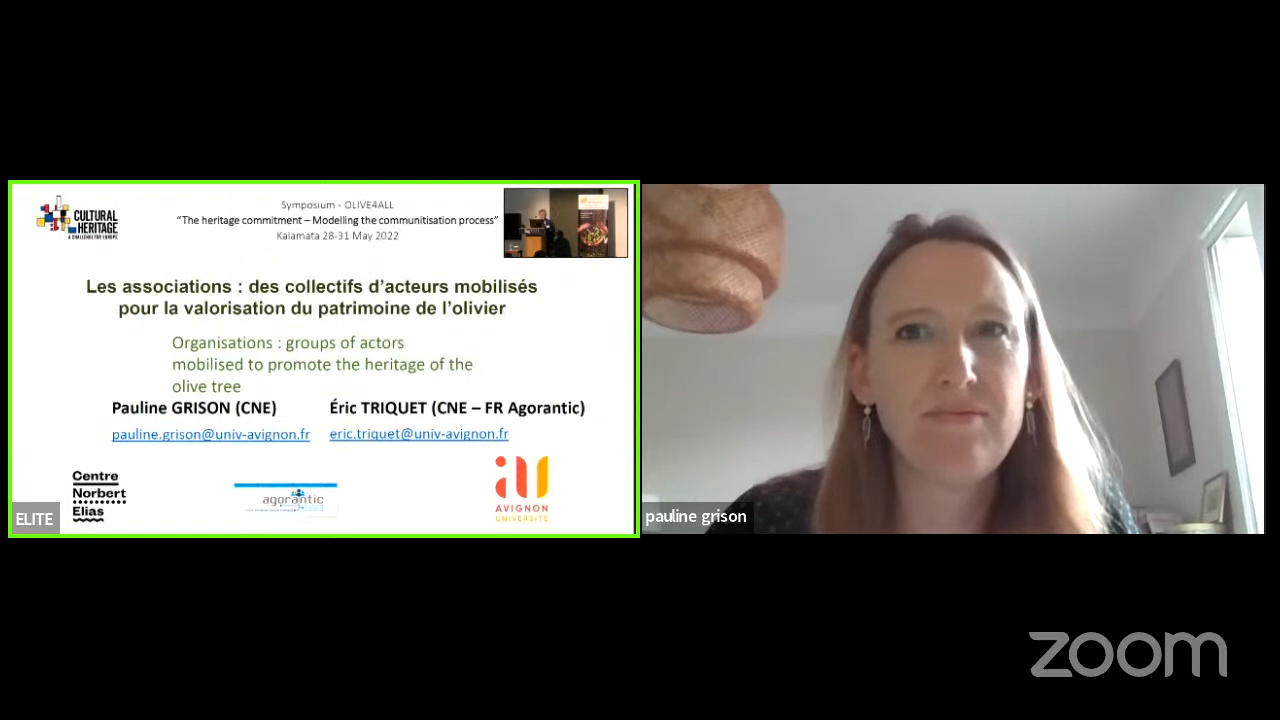 CULTURAL
HERITAGE
A CHALLENGE FOR EUROPE
Symposium - OLIVE4ALL
“The heritage commitment – Modelling the communitisation process”
Kalamata 28-31 May 2022
Les associations : des collectifs d’acteurs mobilisés
pour la valorisation du patrimoine de l’olivier
Organisations : groups of actors
mobilised to promote the heritage of the
olive tree
Pauline GRISON (CNE)
pauline.grison@univ-avignon.fr
Éric TRIQUET (CNE – FR Agorantic)
eric.triquet@univ-avignon.fr
Centre
Norbert
Elias
agorantic
AVIGNON
UNIVERSITÉ
ELITE
pauline grison
zoom